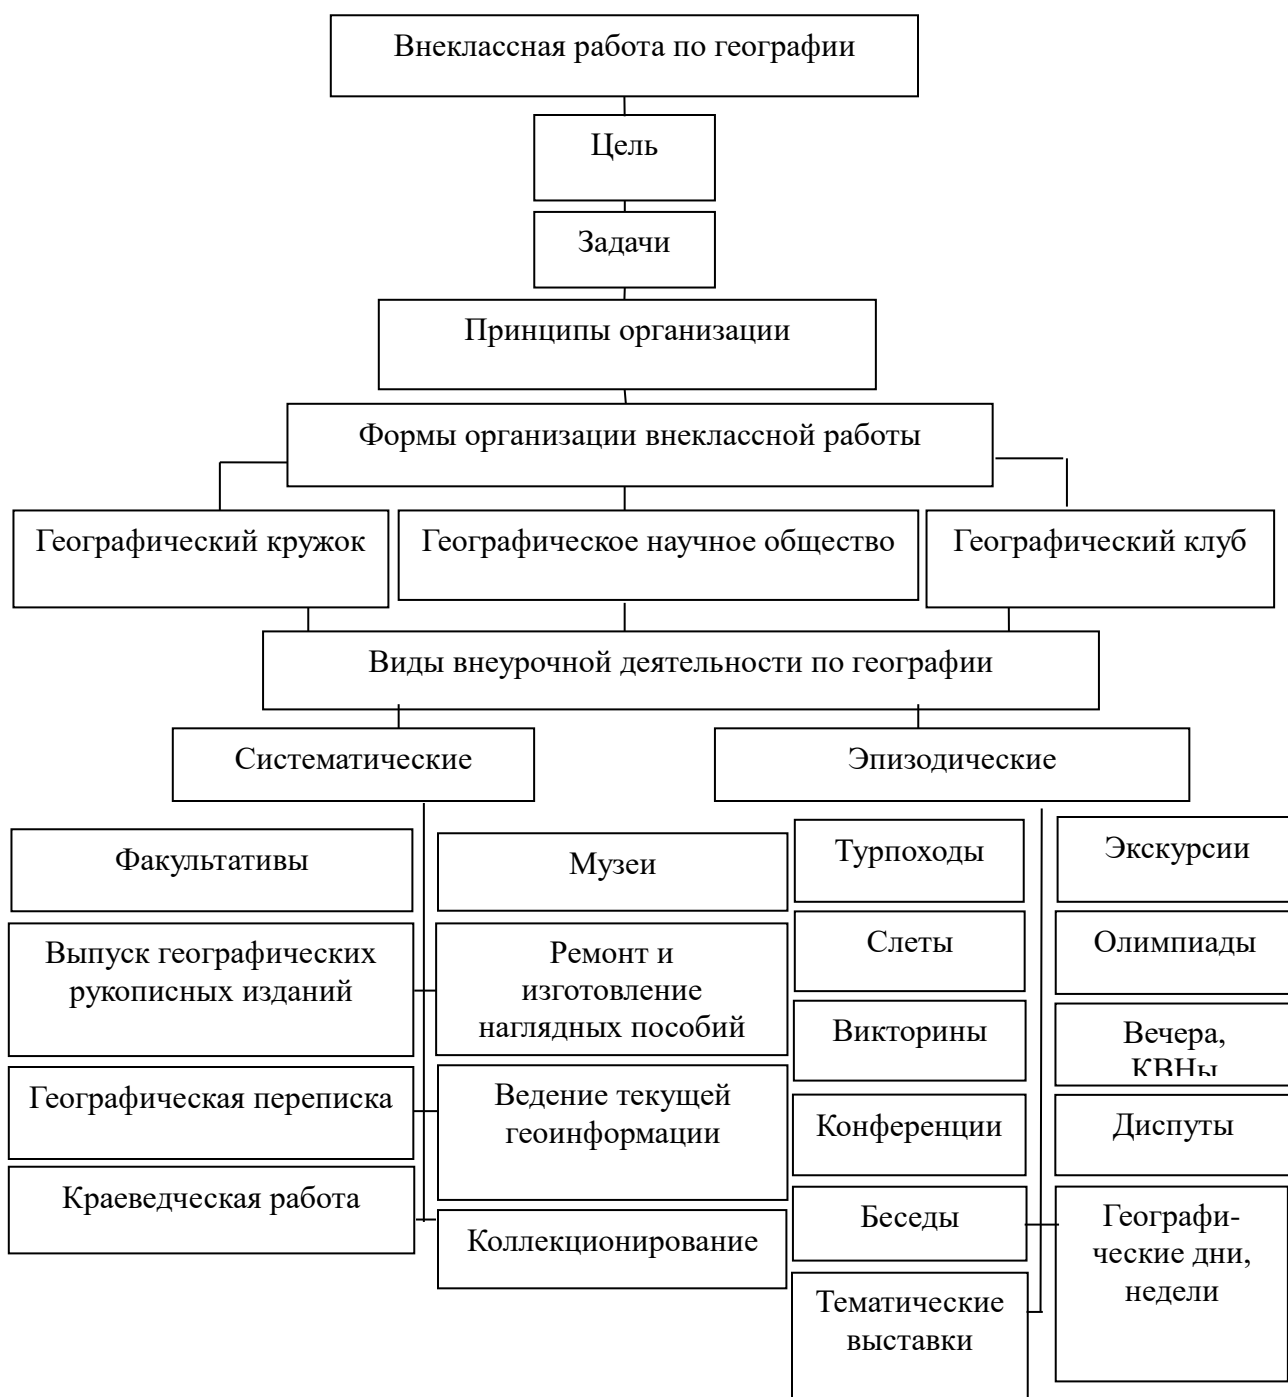 Внеклассная работа по географии
Цель
Задачи
Принципы организации
Формы организации внеклассной работы
Географический кружок
Географическое научное общество
Географический клуб
Виды внеурочной деятельности по географии
Систематические
Эпизодические
Факультативы
Музеи
Турпоходы
Экскурсии
Выпуск географических
рукописных изданий
Ремонт и
изготовление
наглядных пособий
Слеты
Олимпиады
Викторины
Вечера,
КВНы
Географическая переписка
Ведение текущей
геоинформации
Конференции
Диспуты
Краеведческая работа
Коллекционирование
Беседы
Географи-
ческие дни,
недели
Тематические
выставки